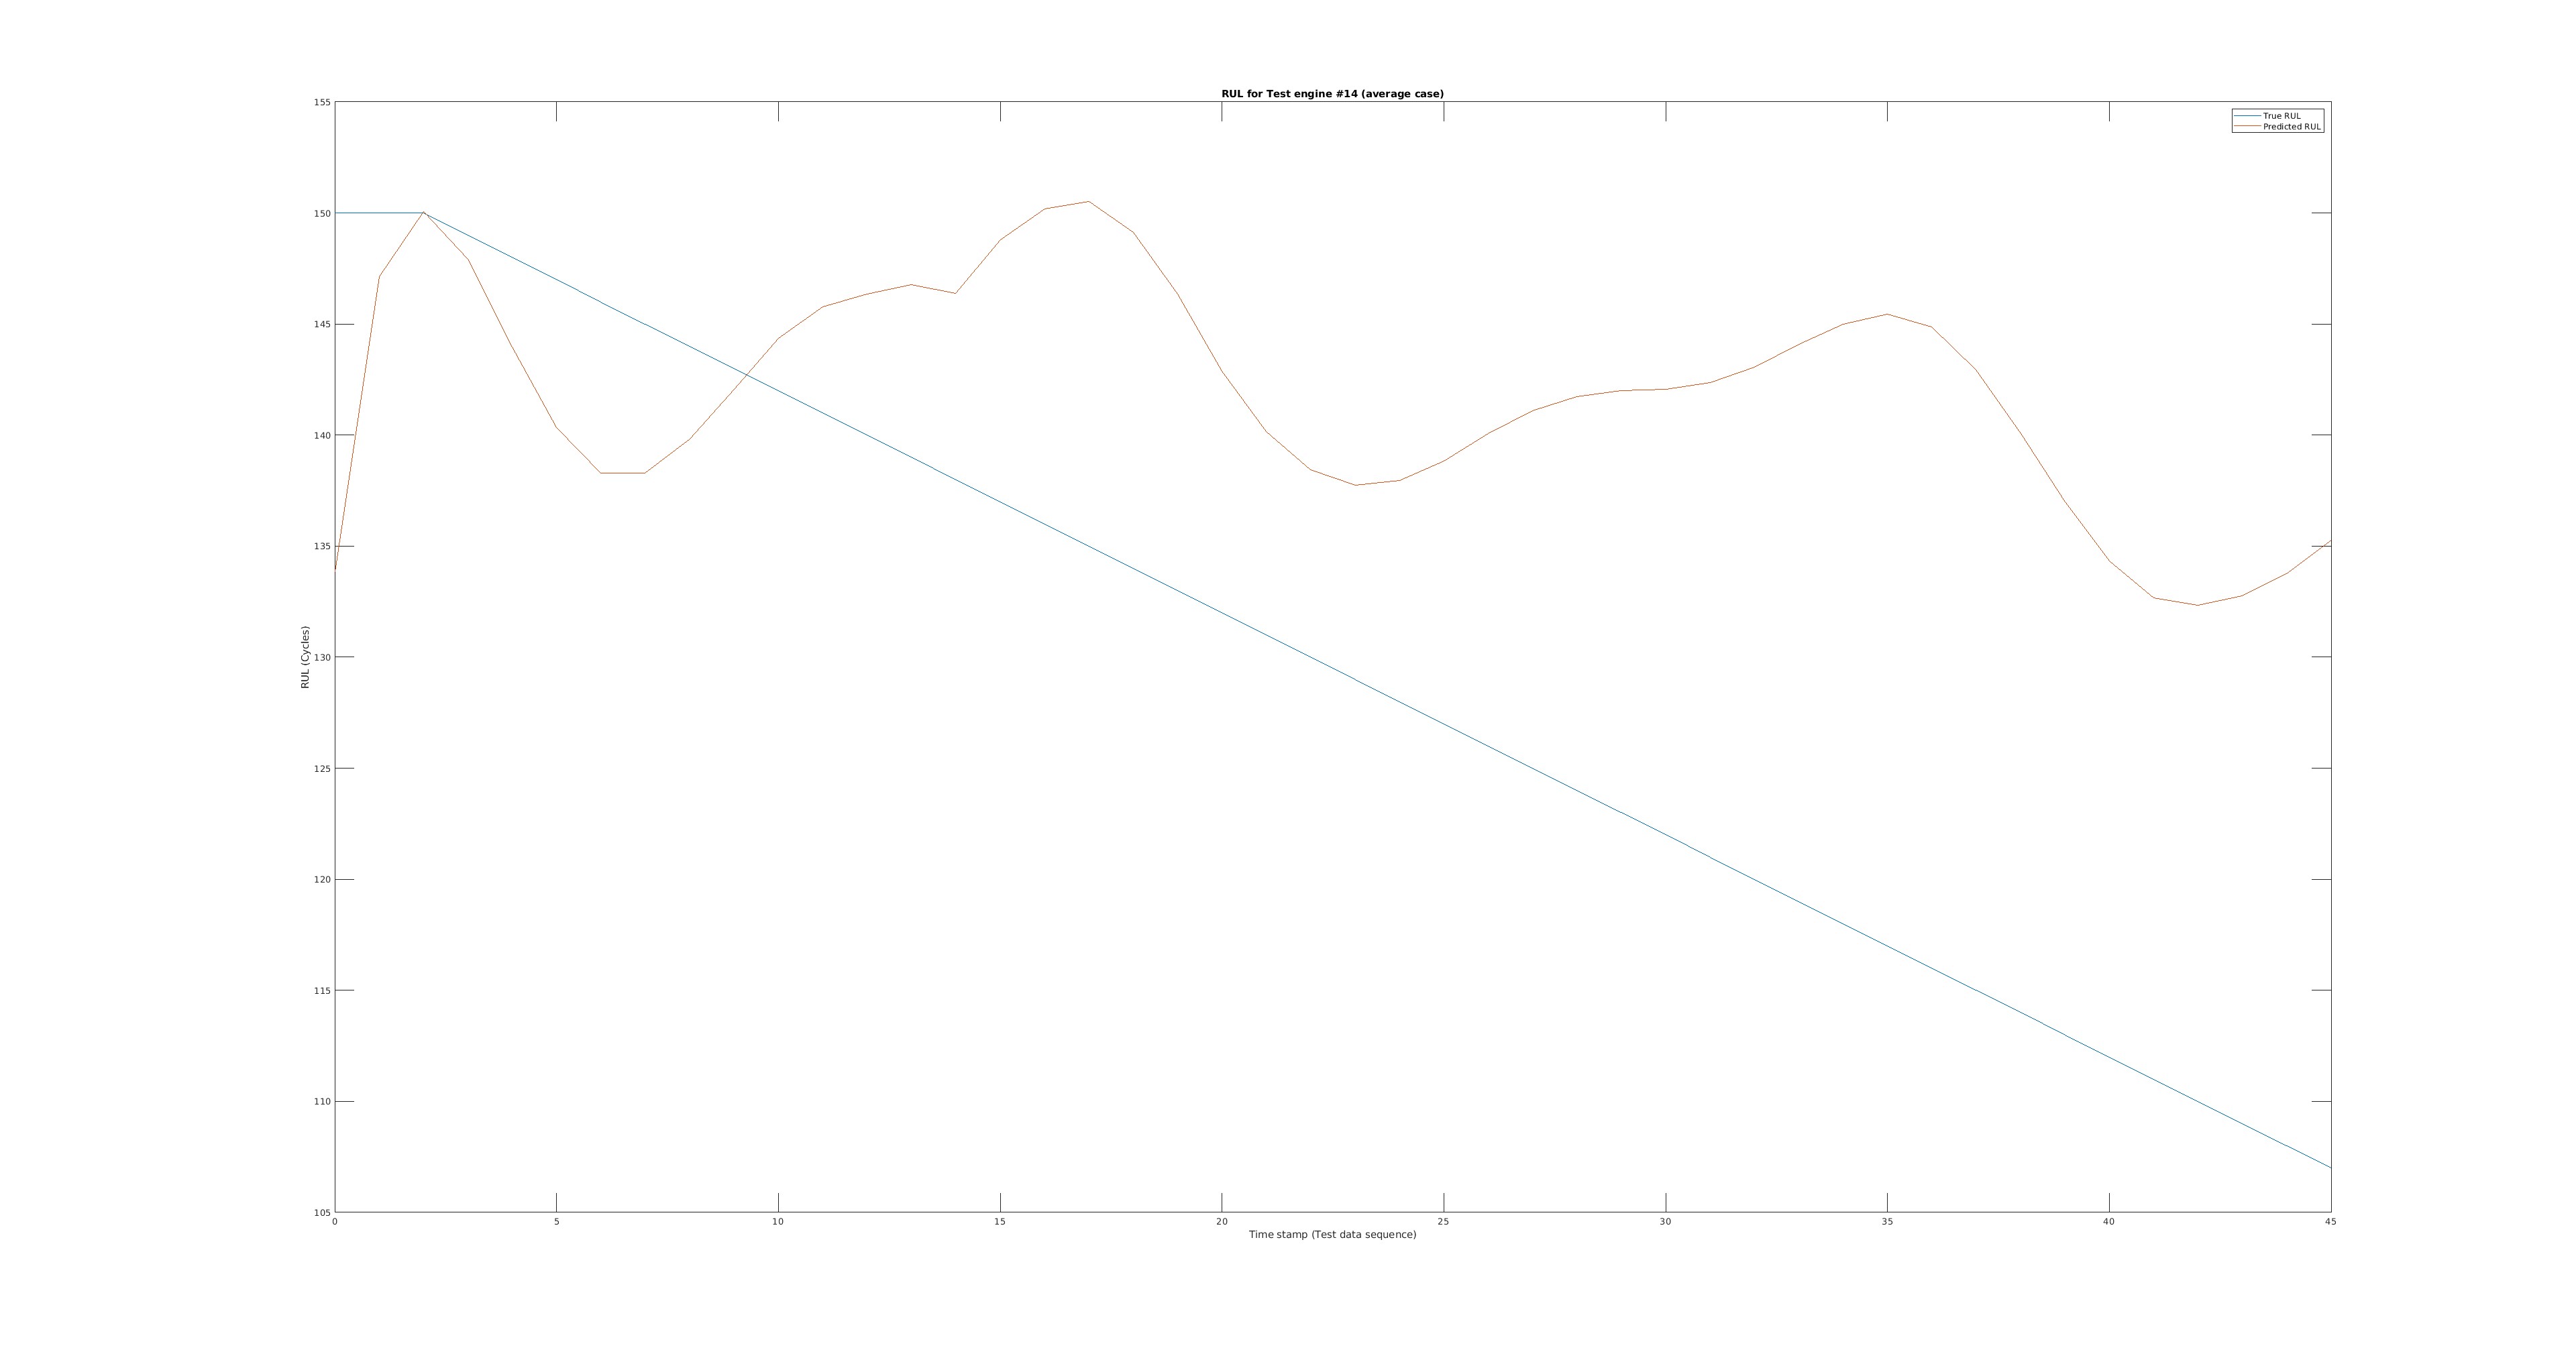 RUL for Test engine #14 (average case)
True RUL
Predicted RUL
155
150
145
140
135
130
125
120
115
110
105
RUL (Cycles)
0 5 10 15 20 25 30 35 40 45
Time stamp (Test data sequence)